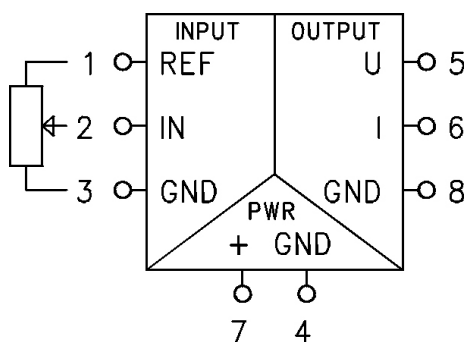 INPUT OUTPUT
1 REF U 5
2 IN I 6
3 GND GND 8
PWR
+ GND
7 4